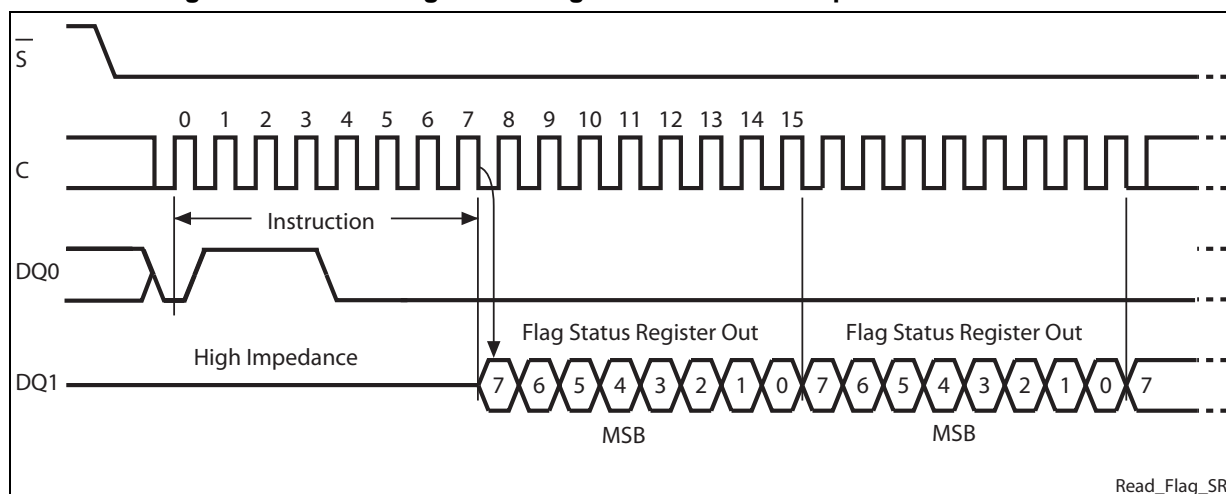 S
0 1 2 3 4 5 6 7 8 9 10 11 12 13 14 15
C
Instruction
DQ0
Flag Status Register Out Flag Status Register Out
High Impedance
DQ1 7 6 5 4 3 2 1 0 7 6 5 4 3 2 1 0 7
MSB MSB
Read_Flag_SR